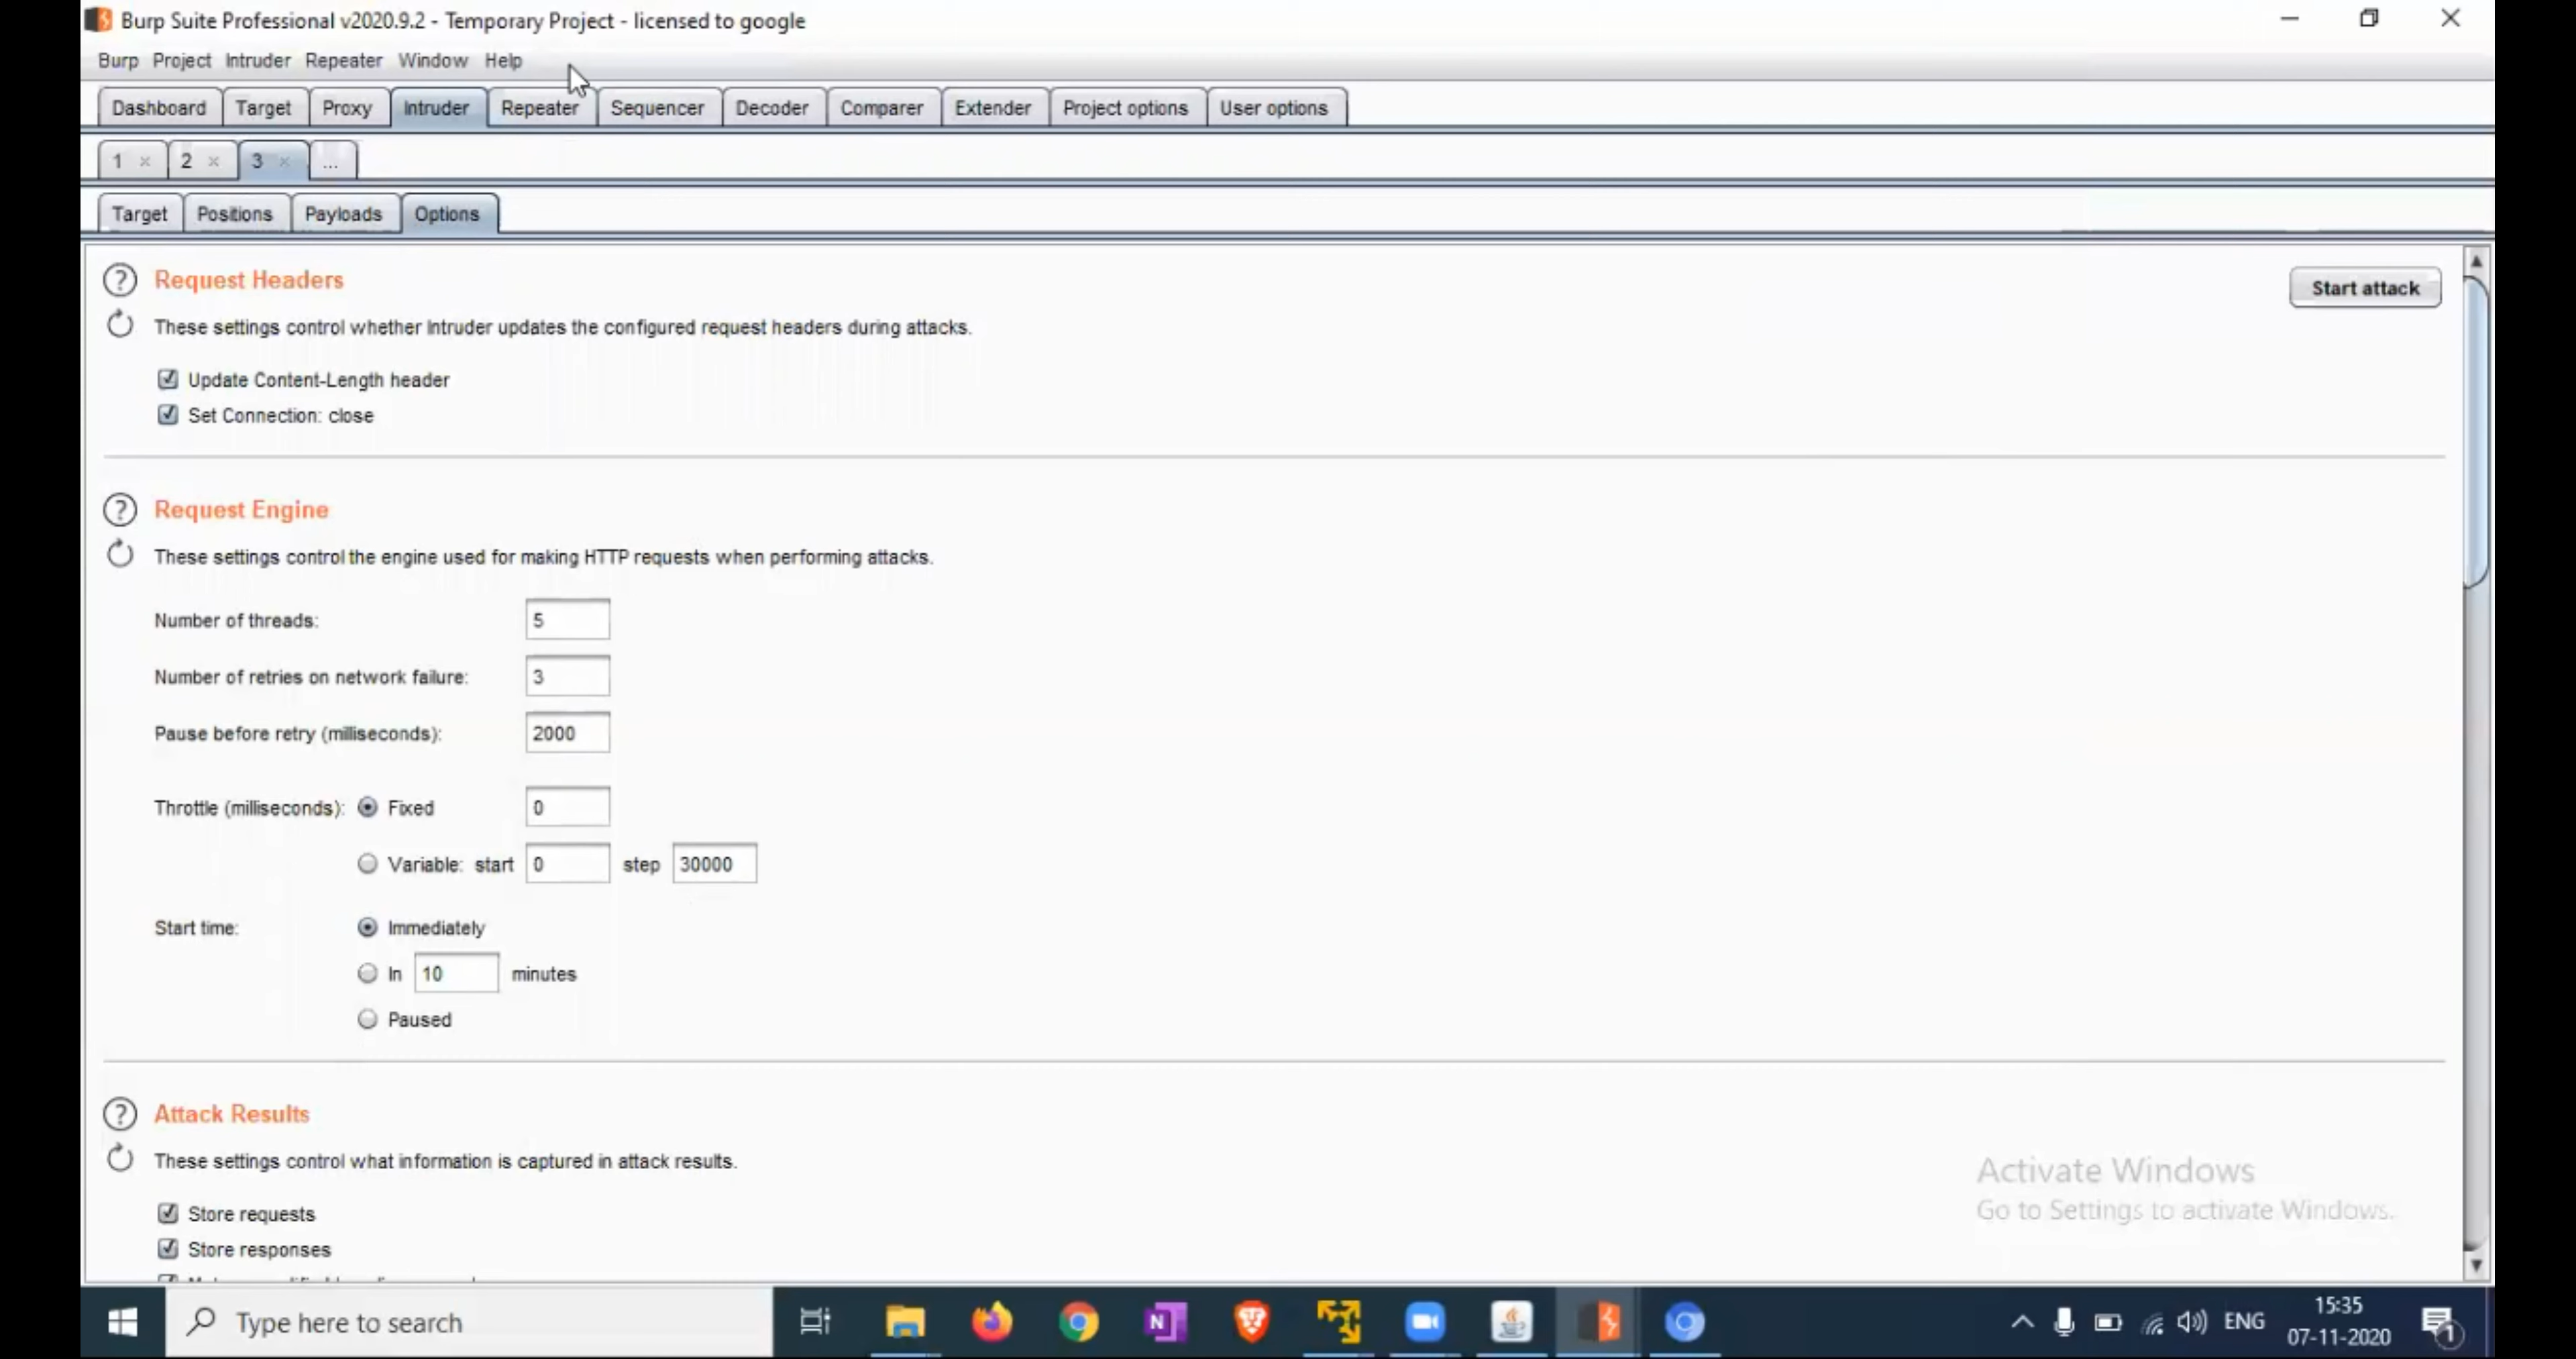 Burp Suite Professional v2020.9.2 - Temporary Project - licensed to google
Burp Project Intruder Repeater Window Help
Dashboard Target Proxy Intruder Repeater Sequencer Decoder Comparer Extender Project options User options
1 × 2 × 3 × ...
Target Positions Payloads Options
Request Headers
Start attack
These settings control whether Intruder updates the configured request headers during attacks.
Update Content-Length header
Set Connection: close
Request Engine
These settings control the engine used for making HTTP requests when performing attacks.
Number of threads: 5
Number of retries on network failure: 3
Pause before retry (milliseconds): 2000
Throttle (milliseconds): Fixed 0
Variable: start 0 step 30000
Start time: Immediately
In 10 minutes
Paused
Attack Results
These settings control what information is captured in attack results.
Store requests
Store responses
Activate Windows
Go to Settings to activate Windows.
Type here to search
ENG
15:35
07-11-2020
1